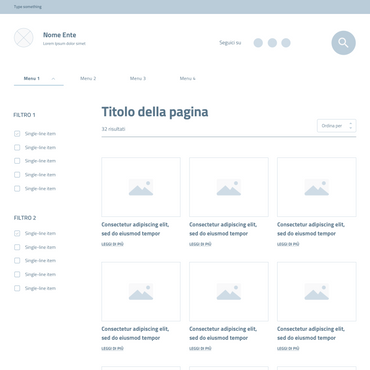 Type something
Nome Ente
Lorem ipsum dolor amet
Seguici su
Menu 1
Menu 2
Menu 3
Menu 4
FILTRO 1
Single-line item
Single-line item
Single-line item
Single-line item
Single-line item
FILTRO 2
Single-line item
Single-line item
Single-line item
Single-line item
Single-line item
Titolo della pagina
32 risultati
Ordina per
Consectetur adipiscing elit,
sed do eiusmod tempor
LEGGI DI PIÙ
Consectetur adipiscing elit,
sed do eiusmod tempor
LEGGI DI PIÙ
Consectetur adipiscing elit,
sed do eiusmod tempor
LEGGI DI PIÙ
Consectetur adipiscing elit,
sed do eiusmod tempor
LEGGI DI PIÙ
Consectetur adipiscing elit,
sed do eiusmod tempor
LEGGI DI PIÙ
Consectetur adipiscing elit,
sed do eiusmod tempor
LEGGI DI PIÙ